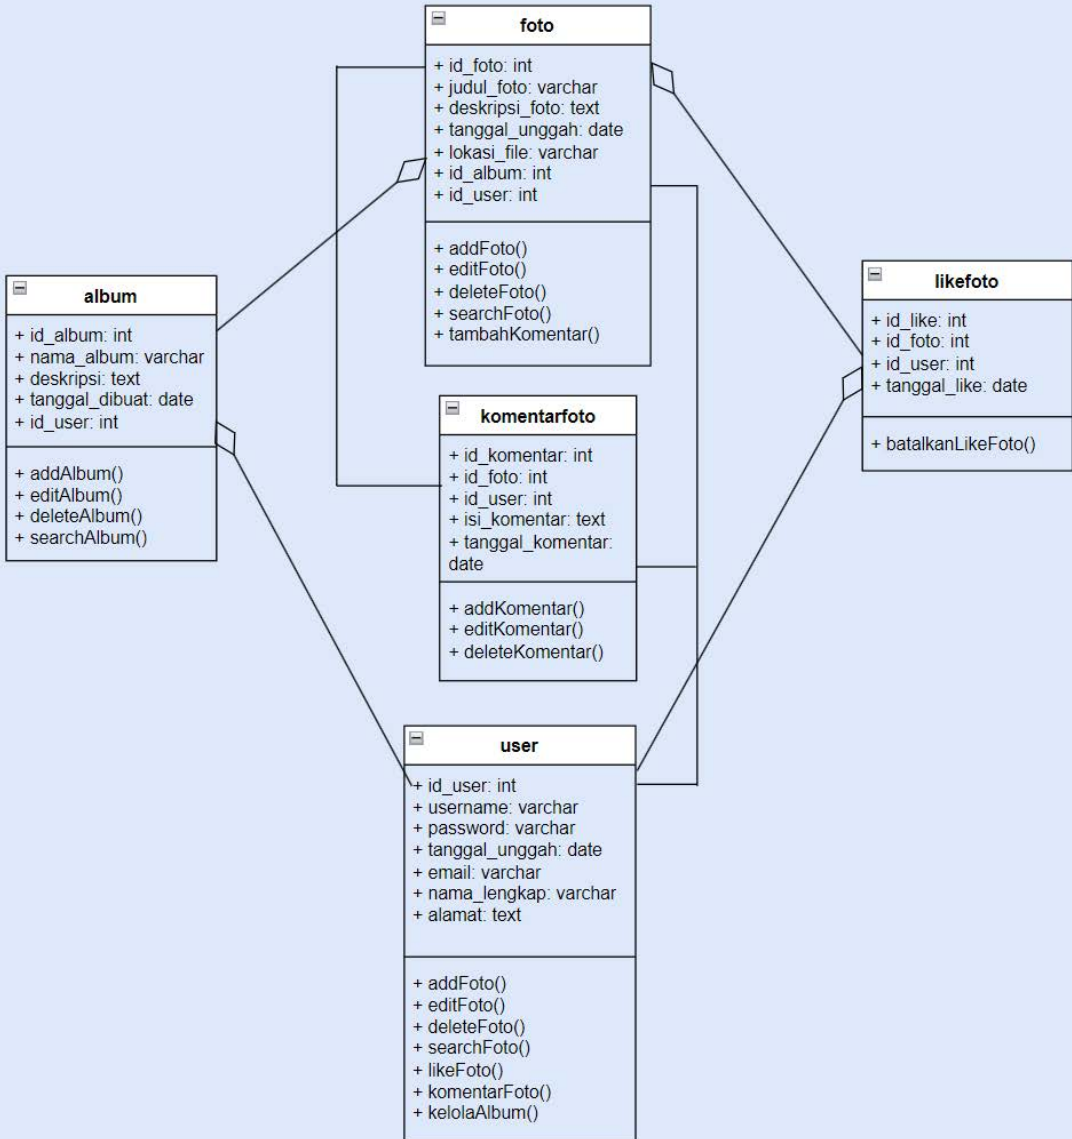 foto
+ id_foto: int
+ judul_foto: varchar
+ deskripsi_foto: text
+ tanggal_unggah: date
+ lokasi_file: varchar
+ id_album: int
+ id_user: int
+ addFoto()
+ editFoto()
+ deleteFoto()
+ searchFoto()
+ tambahKomentar()
album
+ id_album: int
+ nama_album: varchar
+ deskripsi: text
+ tanggal_dibuat: date
+ id_user: int
+ addAlbum()
+ editAlbum()
+ deleteAlbum()
+ searchAlbum()
likefoto
+ id_like: int
+ id_foto: int
+ id_user: int
+ tanggal_like: date
+ batalkanLikeFoto()
komentarfoto
+ id_komentar: int
+ id_foto: int
+ id_user: int
+ isi_komentar: text
+ tanggal_komentar:
date
+ addKomentar()
+ editKomentar()
+ deleteKomentar()
user
+ id_user: int
+ username: varchar
+ password: varchar
+ tanggal_unggah: date
+ email: varchar
+ nama_lengkap: varchar
+ alamat: text
+ addFoto()
+ editFoto()
+ deleteFoto()
+ searchFoto()
+ likeFoto()
+ komentarFoto()
+ kelolaAlbum()